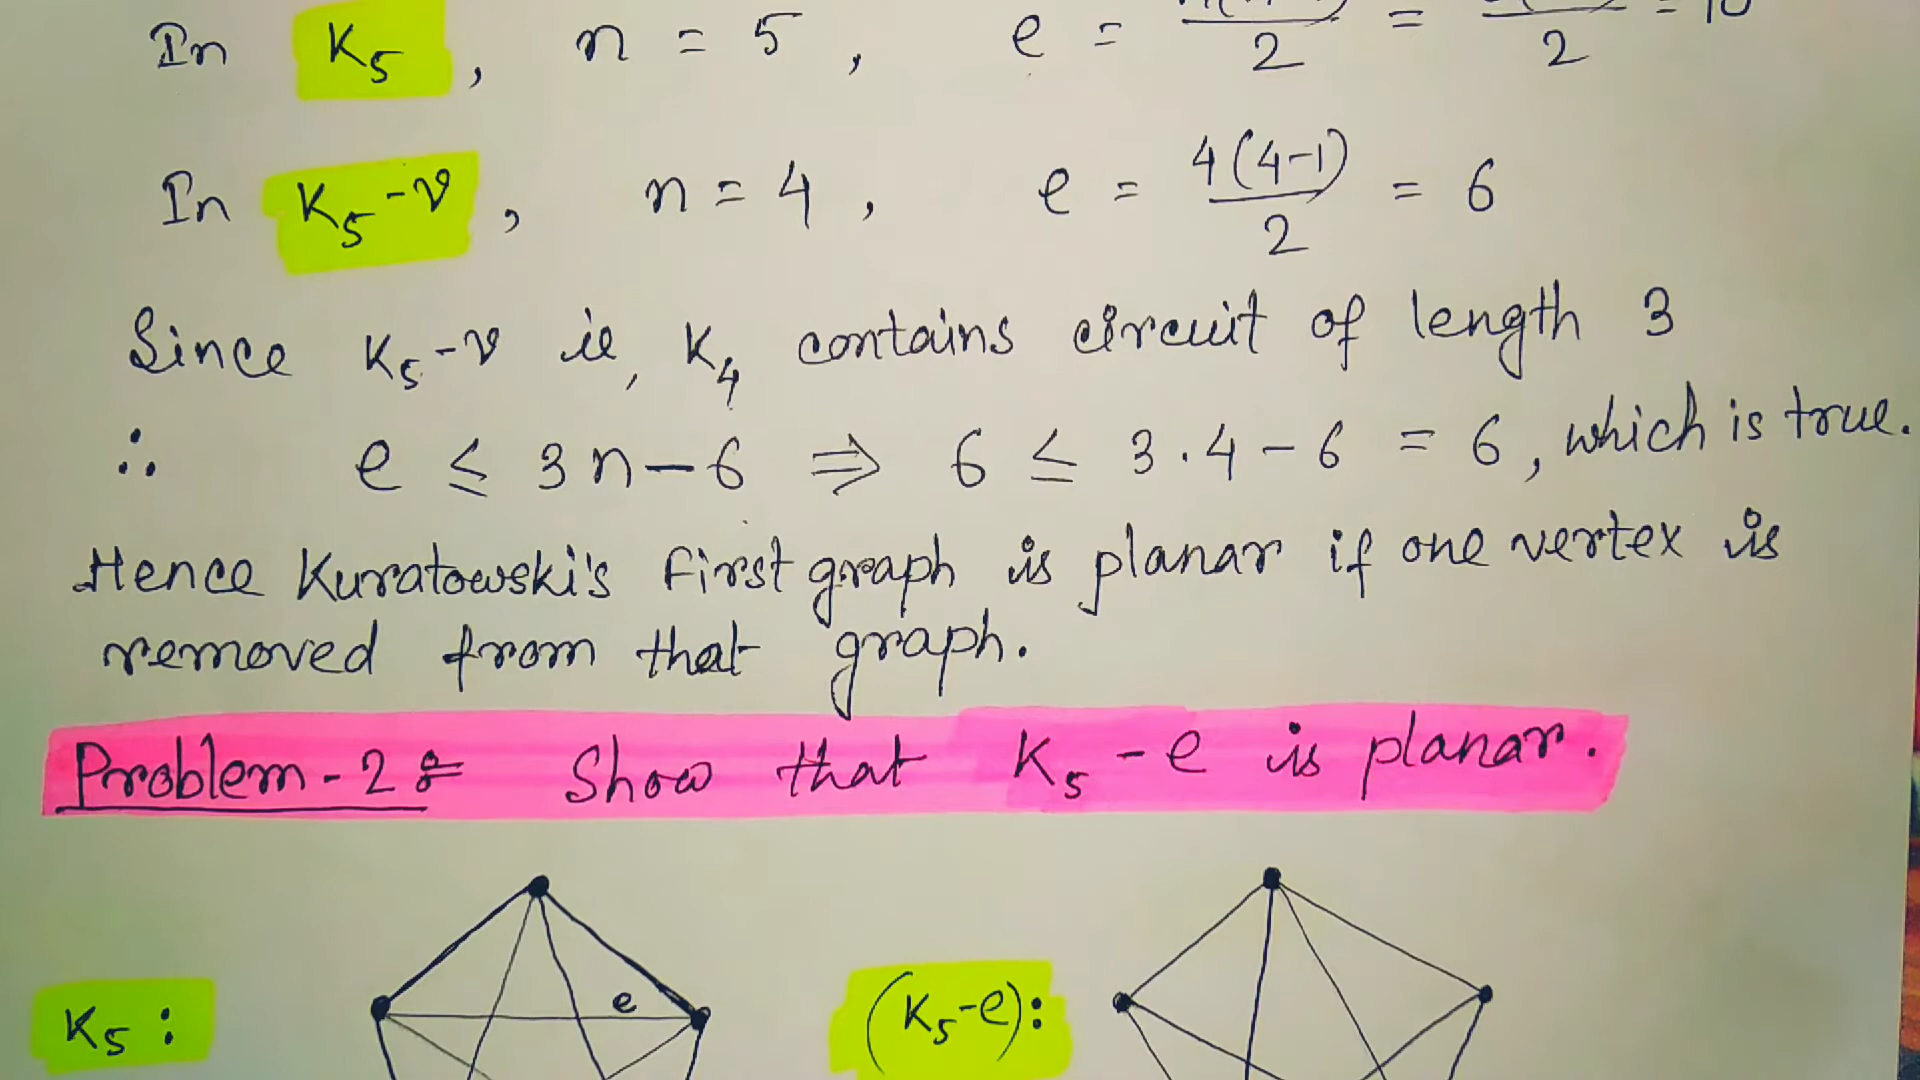 In K₅, n = 5, e = ——/2 = ——/2 = 10
In K₅-v, n = 4, e = 4(4-1)/2 = 6
Since K₅-v ie, K₄ contains circuit of length 3
∴ e ≤ 3n-6 ⇒ 6 ≤ 3·4-6 = 6, which is true.
Hence Kuratowski's first graph is planar if one vertex is
removed from that graph.
Problem-2: Show that K₅-e is planar.
K₅: e (K₅-e):